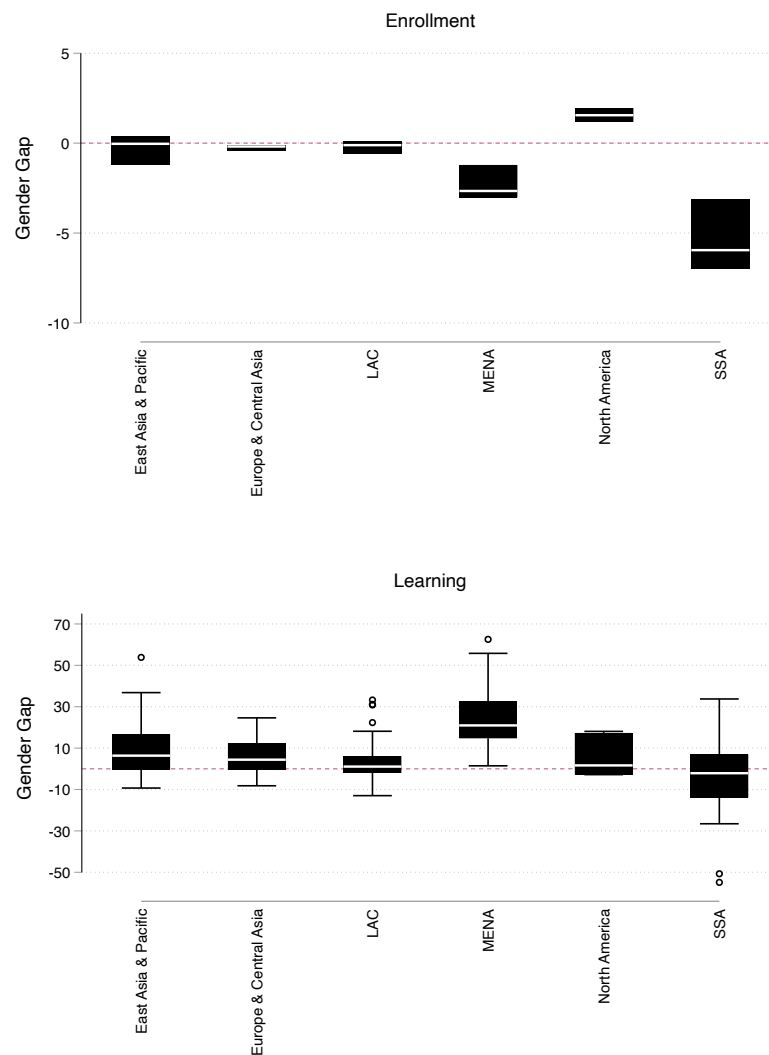 Enrollment
5
0
-5
-10
Gender Gap
East Asia & Pacific
Europe & Central Asia
LAC
MENA
North America
SSA
Learning
70
50
30
10
-10
-30
-50
Gender Gap
East Asia & Pacific
Europe & Central Asia
LAC
MENA
North America
SSA